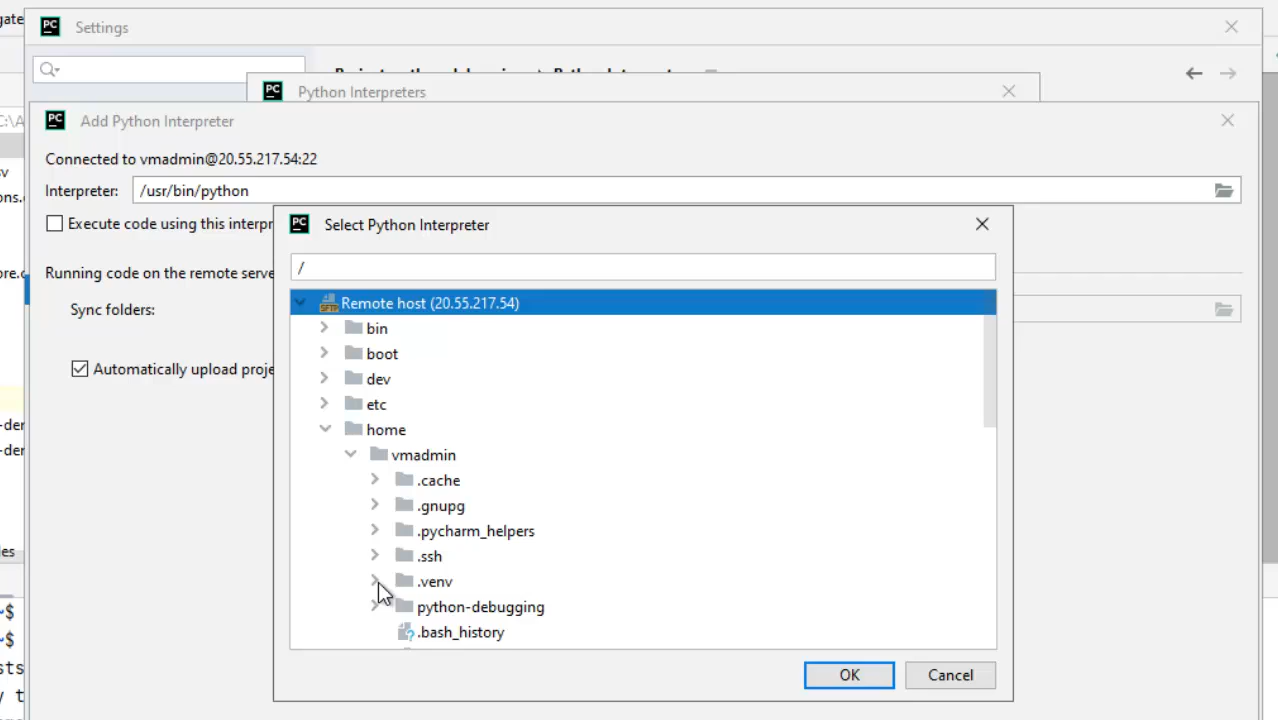 Settings
Python Interpreters
Add Python Interpreter
Connected to vmadmin@20.55.217.54:22
Interpreter: /usr/bin/python
Execute code using this interpr
Select Python Interpreter
/
Running code on the remote serve
Remote host (20.55.217.54)
Sync folders:
bin
boot
Automatically upload proje
dev
etc
home
vmadmin
.cache
.gnupg
.pycharm_helpers
.ssh
.venv
python-debugging
.bash_history
OK
Cancel